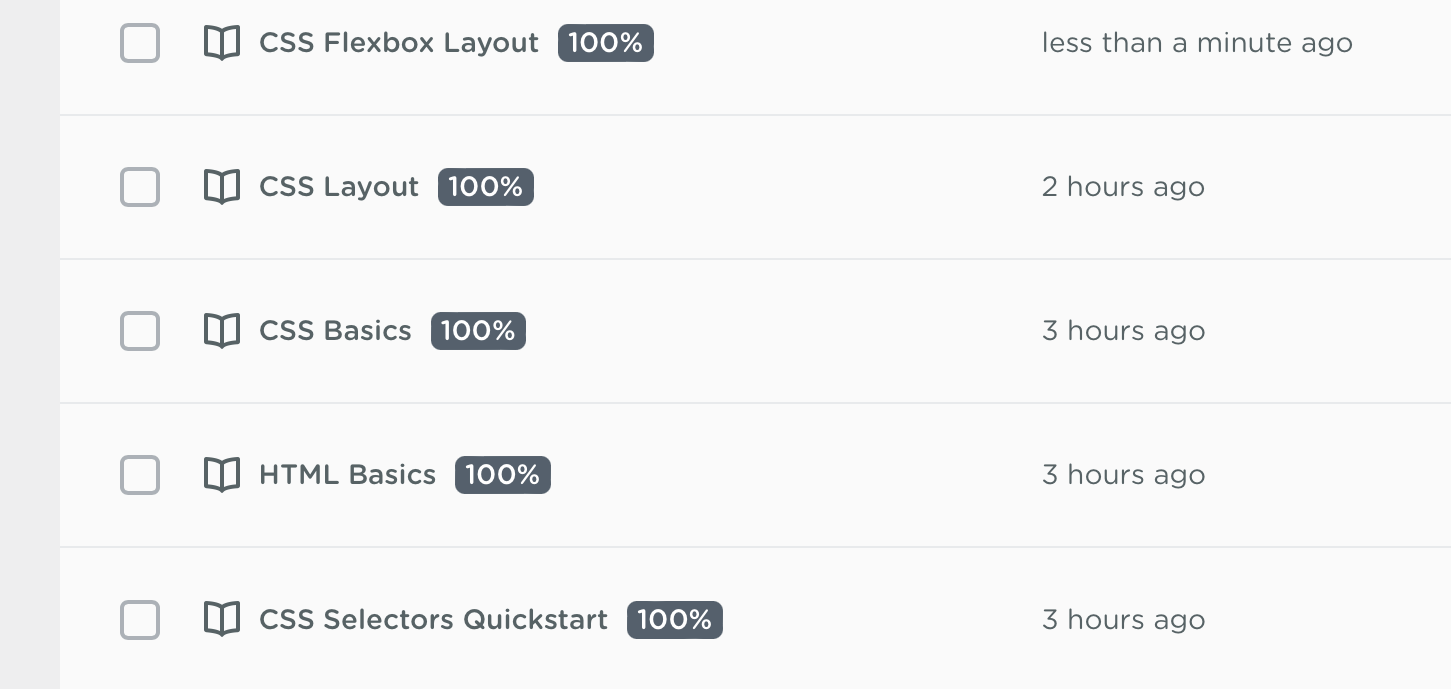 CSS Flexbox Layout 100% less than a minute ago
CSS Layout 100% 2 hours ago
CSS Basics 100% 3 hours ago
HTML Basics 100% 3 hours ago
CSS Selectors Quickstart 100% 3 hours ago